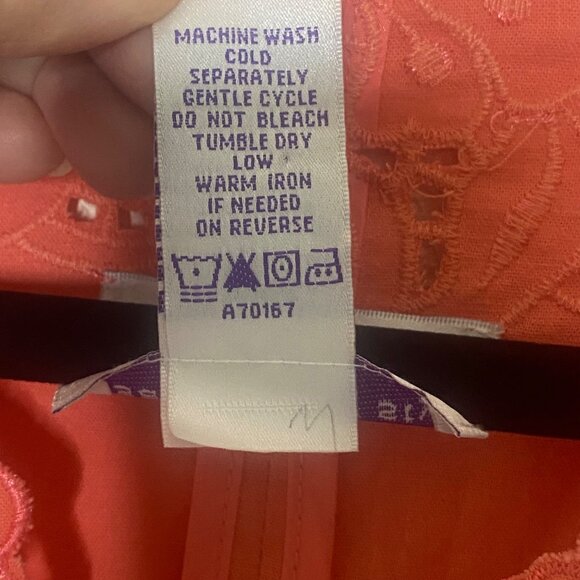 MACHINE WASH
COLD
SEPARATELY
GENTLE CYCLE
DO NOT BLEACH
TUMBLE DRY
LOW
WARM IRON
IF NEEDED
ON REVERSE
A70167
M